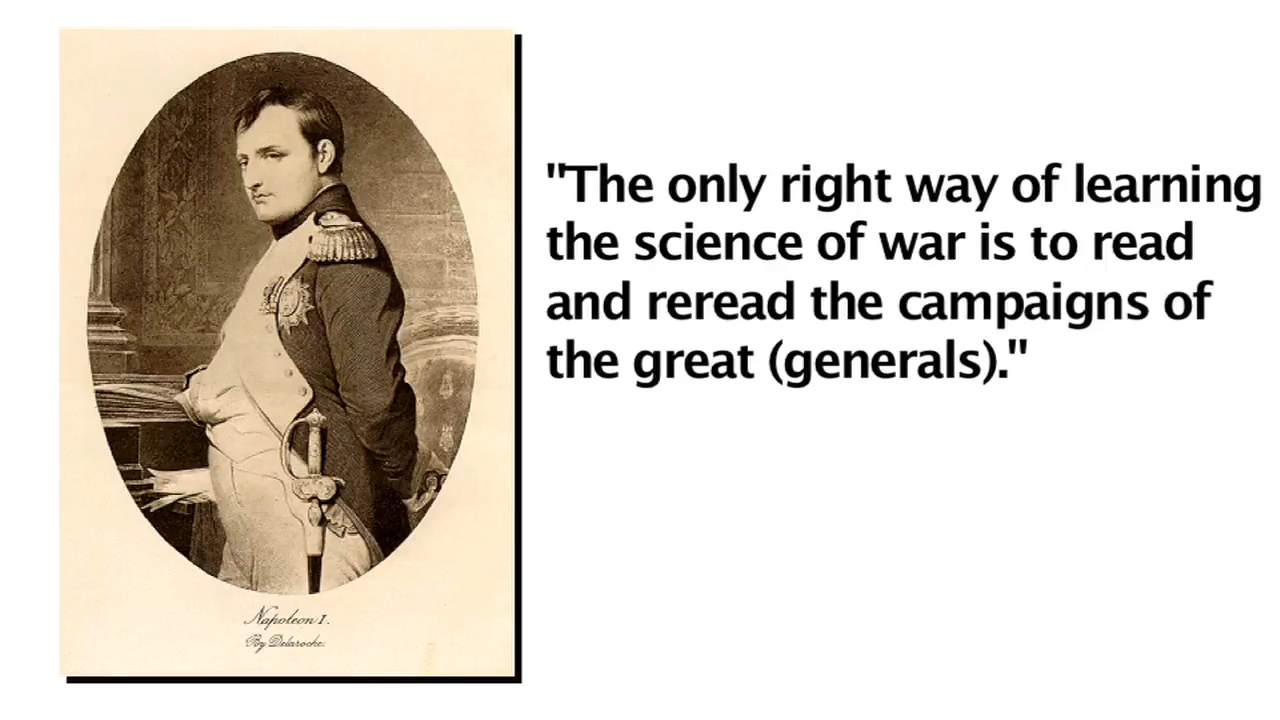 "The only right way of learning
the science of war is to read
and reread the campaigns of
the great (generals)."
Napoleon I.
By Delaroche.